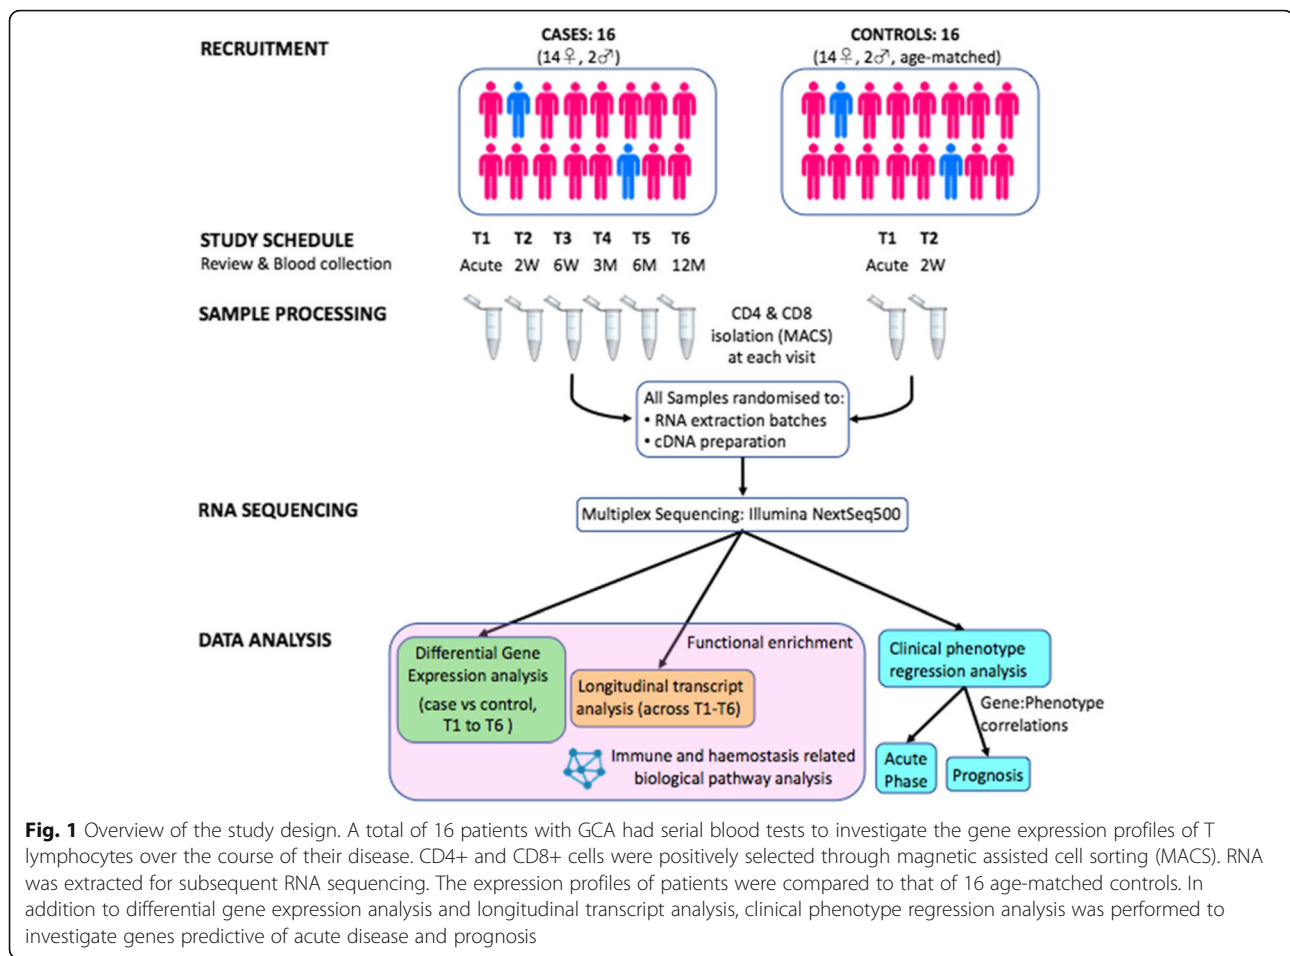 RECRUITMENT
CASES: 16
(14♀, 2♂)
CONTROLS: 16
(14♀, 2♂, age-matched)
STUDY SCHEDULE
Review & Blood collection
T1 T2 T3 T4 T5 T6
Acute 2W 6W 3M 6M 12M
T1 T2
Acute 2W
SAMPLE PROCESSING
CD4 & CD8
isolation (MACS)
at each visit
All Samples randomised to:
• RNA extraction batches
• cDNA preparation
RNA SEQUENCING
Multiplex Sequencing: Illumina NextSeq500
DATA ANALYSIS
Functional enrichment
Differential Gene
Expression analysis
(case vs control,
T1 to T6 )
Longitudinal transcript
analysis (across T1-T6)
Immune and haemostasis related
biological pathway analysis
Clinical phenotype
regression analysis
Gene:Phenotype
correlations
Acute
Phase
Prognosis
Fig. 1 Overview of the study design. A total of 16 patients with GCA had serial blood tests to investigate the gene expression profiles of T
lymphocytes over the course of their disease. CD4+ and CD8+ cells were positively selected through magnetic assisted cell sorting (MACS). RNA
was extracted for subsequent RNA sequencing. The expression profiles of patients were compared to that of 16 age-matched controls. In
addition to differential gene expression analysis and longitudinal transcript analysis, clinical phenotype regression analysis was performed to
investigate genes predictive of acute disease and prognosis